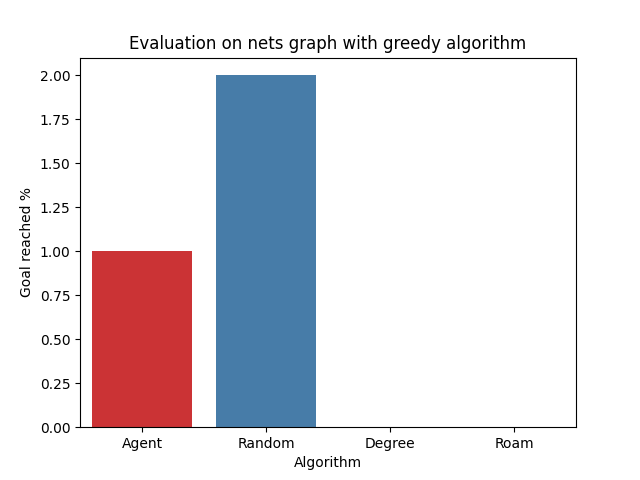 Evaluation on nets graph with greedy algorithm
Goal reached %
2.00
1.75
1.50
1.25
1.00
0.75
0.50
0.25
0.00
Agent Random Degree Roam
Algorithm